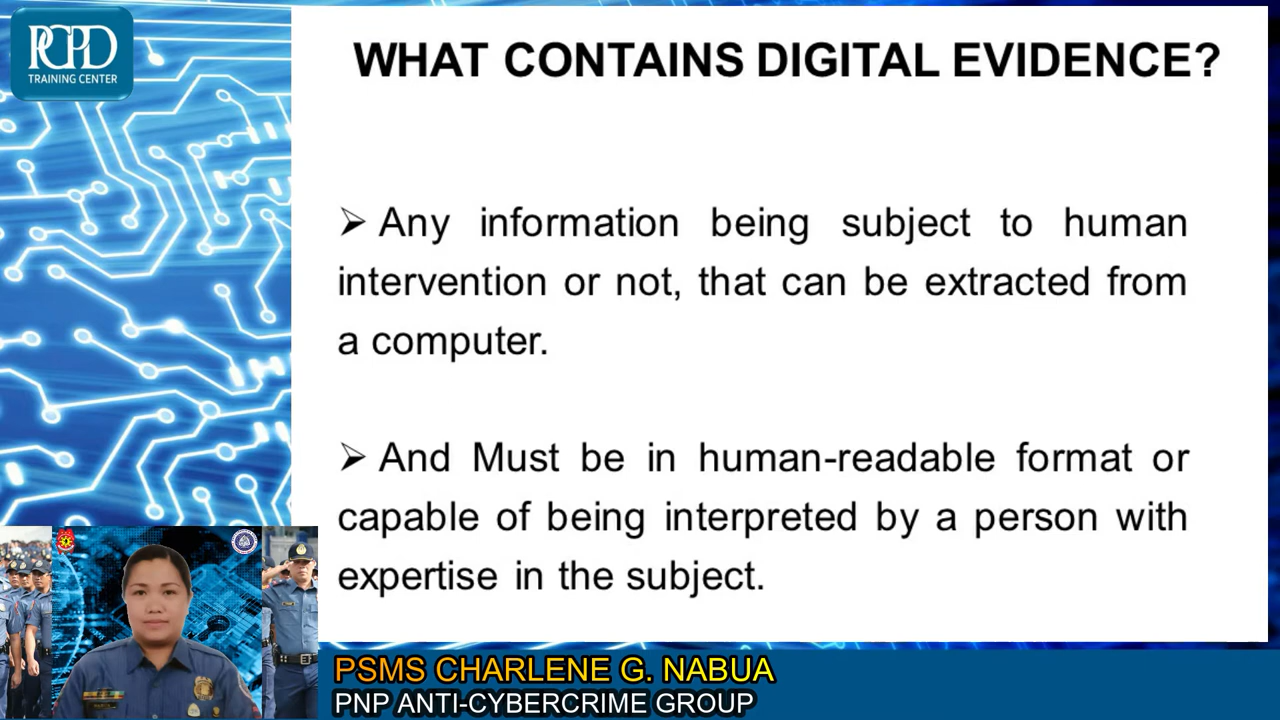 PCPD
TRAINING CENTER
WHAT CONTAINS DIGITAL EVIDENCE?
➢ Any information being subject to human
intervention or not, that can be extracted from
a computer.
➢ And Must be in human-readable format or
capable of being interpreted by a person with
expertise in the subject.
PSMS CHARLENE G. NABUA
PNP ANTI-CYBERCRIME GROUP